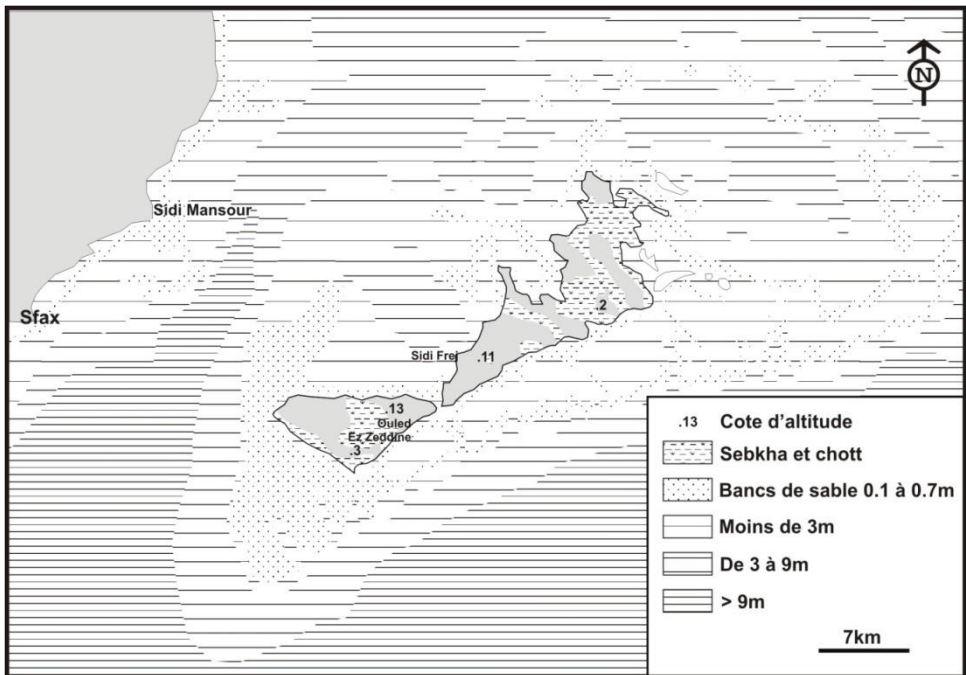 N
Sidi Mansour
Sfax
.2
Sidi Frej
.11
.13
Ouled
Ez Zeddine
.3
.13 Cote d'altitude
Sebkha et chott
Bancs de sable 0.1 à 0.7m
Moins de 3m
De 3 à 9m
> 9m
7km